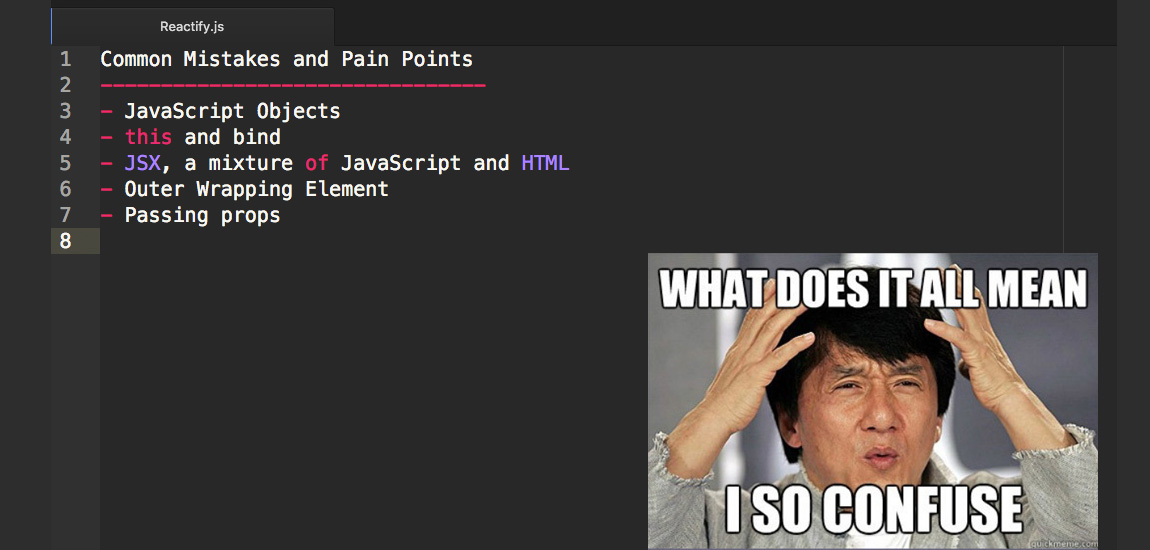 Reactify.js
1 Common Mistakes and Pain Points
2 --------------------------------
3 - JavaScript Objects
4 - this and bind
5 - JSX, a mixture of JavaScript and HTML
6 - Outer Wrapping Element
7 - Passing props
8
WHAT DOES IT ALL MEAN
I SO CONFUSE
quickmeme.com